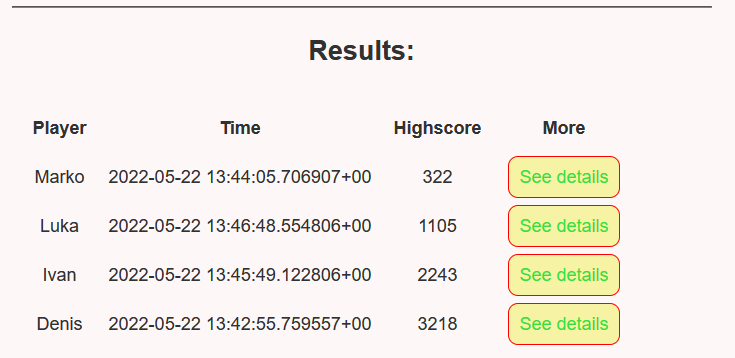 Results:
Player Time Highscore More
Marko 2022-05-22 13:44:05.706907+00 322 See details
Luka 2022-05-22 13:46:48.554806+00 1105 See details
Ivan 2022-05-22 13:45:49.122806+00 2243 See details
Denis 2022-05-22 13:42:55.759557+00 3218 See details